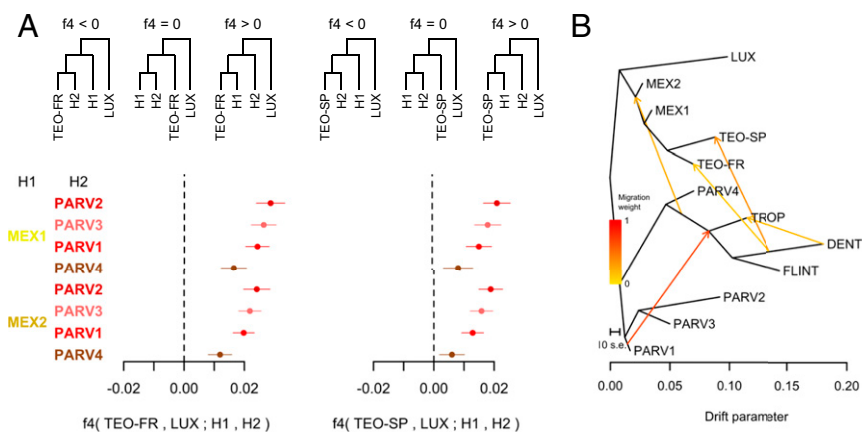 A
f4 < 0 f4 = 0 f4 > 0 f4 < 0 f4 = 0 f4 > 0
TEO-FR H2 H1 LUX H1 H2 TEO-FR LUX TEO-FR H1 H2 LUX TEO-SP H2 H1 LUX H1 H2 TEO-SP LUX TEO-SP H1 H2 LUX
H1 H2
PARV2
PARV3
MEX1
PARV1
PARV4
PARV2
PARV3
MEX2
PARV1
PARV4
-0.02 0.00 0.02 -0.02 0.00 0.02
f4( TEO-FR , LUX ; H1 , H2 ) f4( TEO-SP , LUX ; H1 , H2 )
B
LUX
MEX2
MEX1
TEO-SP
TEO-FR
PARV4
Migration
weight
1
0
TROP
DENT
FLINT
PARV2
PARV3
10 s.e.
PARV1
0.00 0.05 0.10 0.15 0.20
Drift parameter